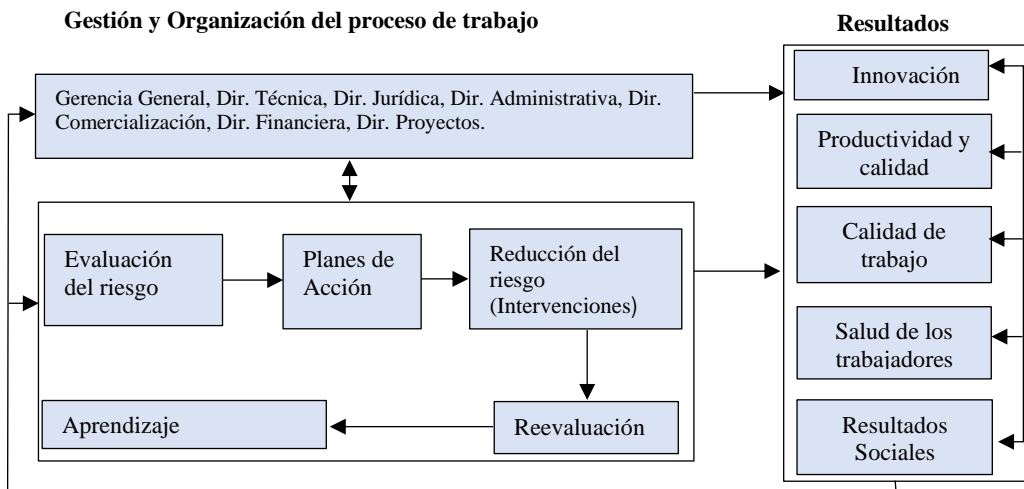 Gestión y Organización del proceso de trabajo
Resultados
Gerencia General, Dir. Técnica, Dir. Jurídica, Dir. Administrativa, Dir.
Comercialización, Dir. Financiera, Dir. Proyectos.
Evaluación
del riesgo
Planes de
Acción
Reducción del
riesgo
(Intervenciones)
Aprendizaje
Reevaluación
Innovación
Productividad y
calidad
Calidad de
trabajo
Salud de los
trabajadores
Resultados
Sociales